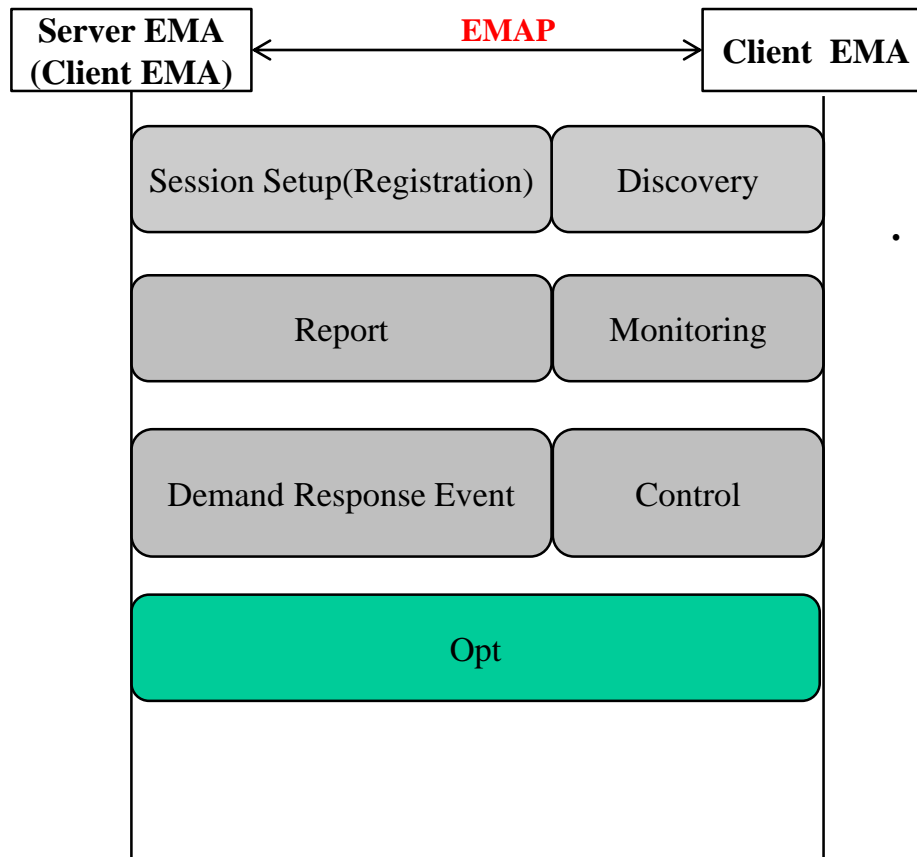 Server EMA
(Client EMA)
EMAP
Client EMA
Session Setup(Registration)
Discovery
.
Report
Monitoring
Demand Response Event
Control
Opt